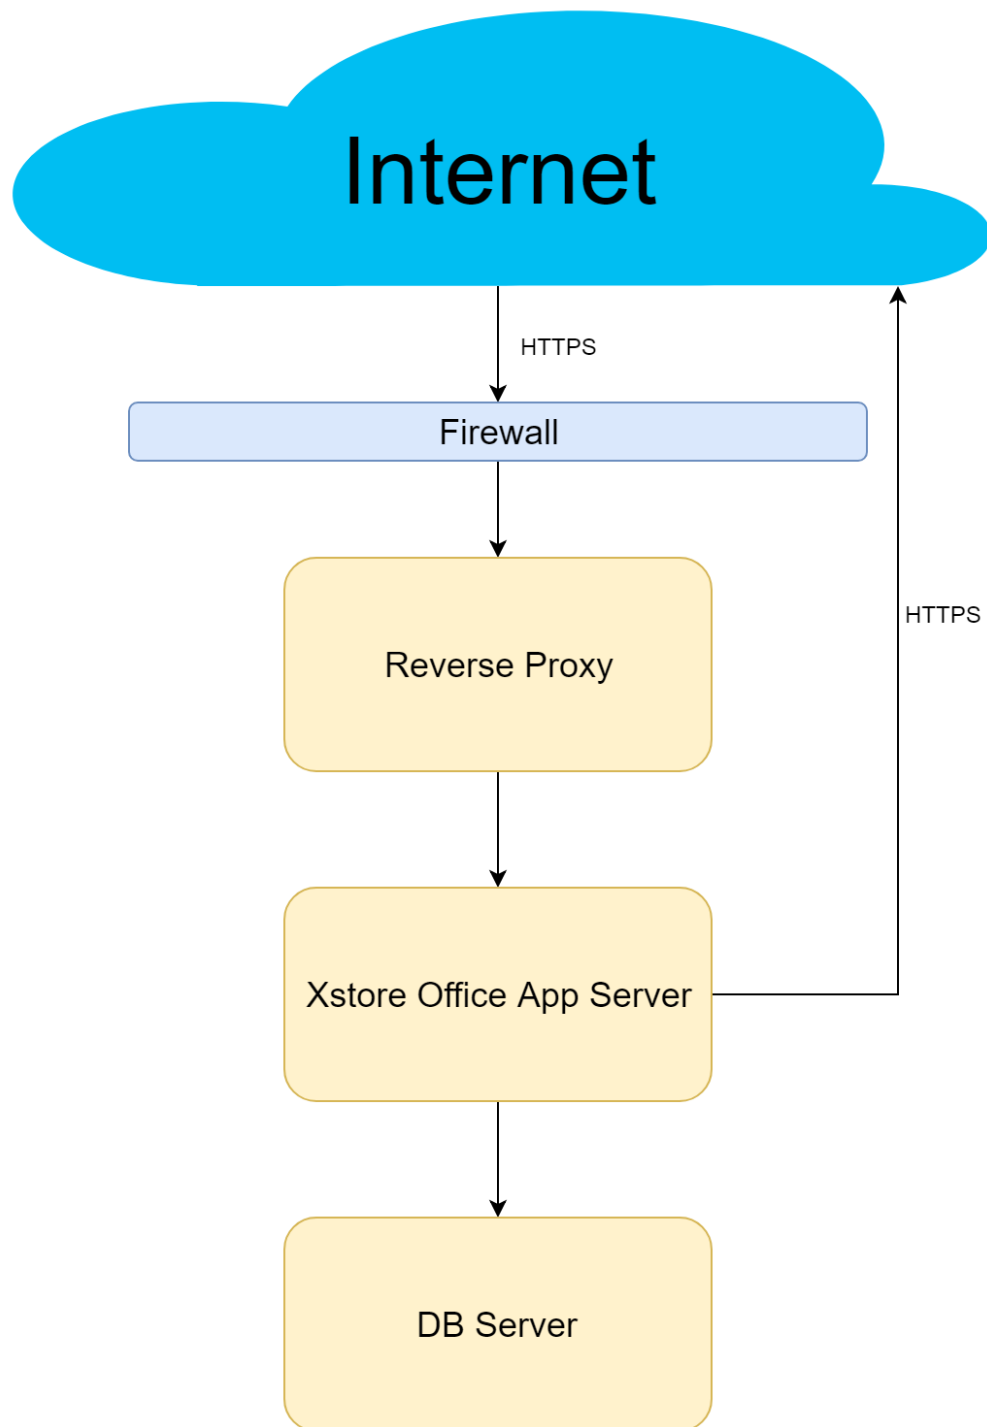 Internet
HTTPS
Firewall
Reverse Proxy
HTTPS
Xstore Office App Server
DB Server